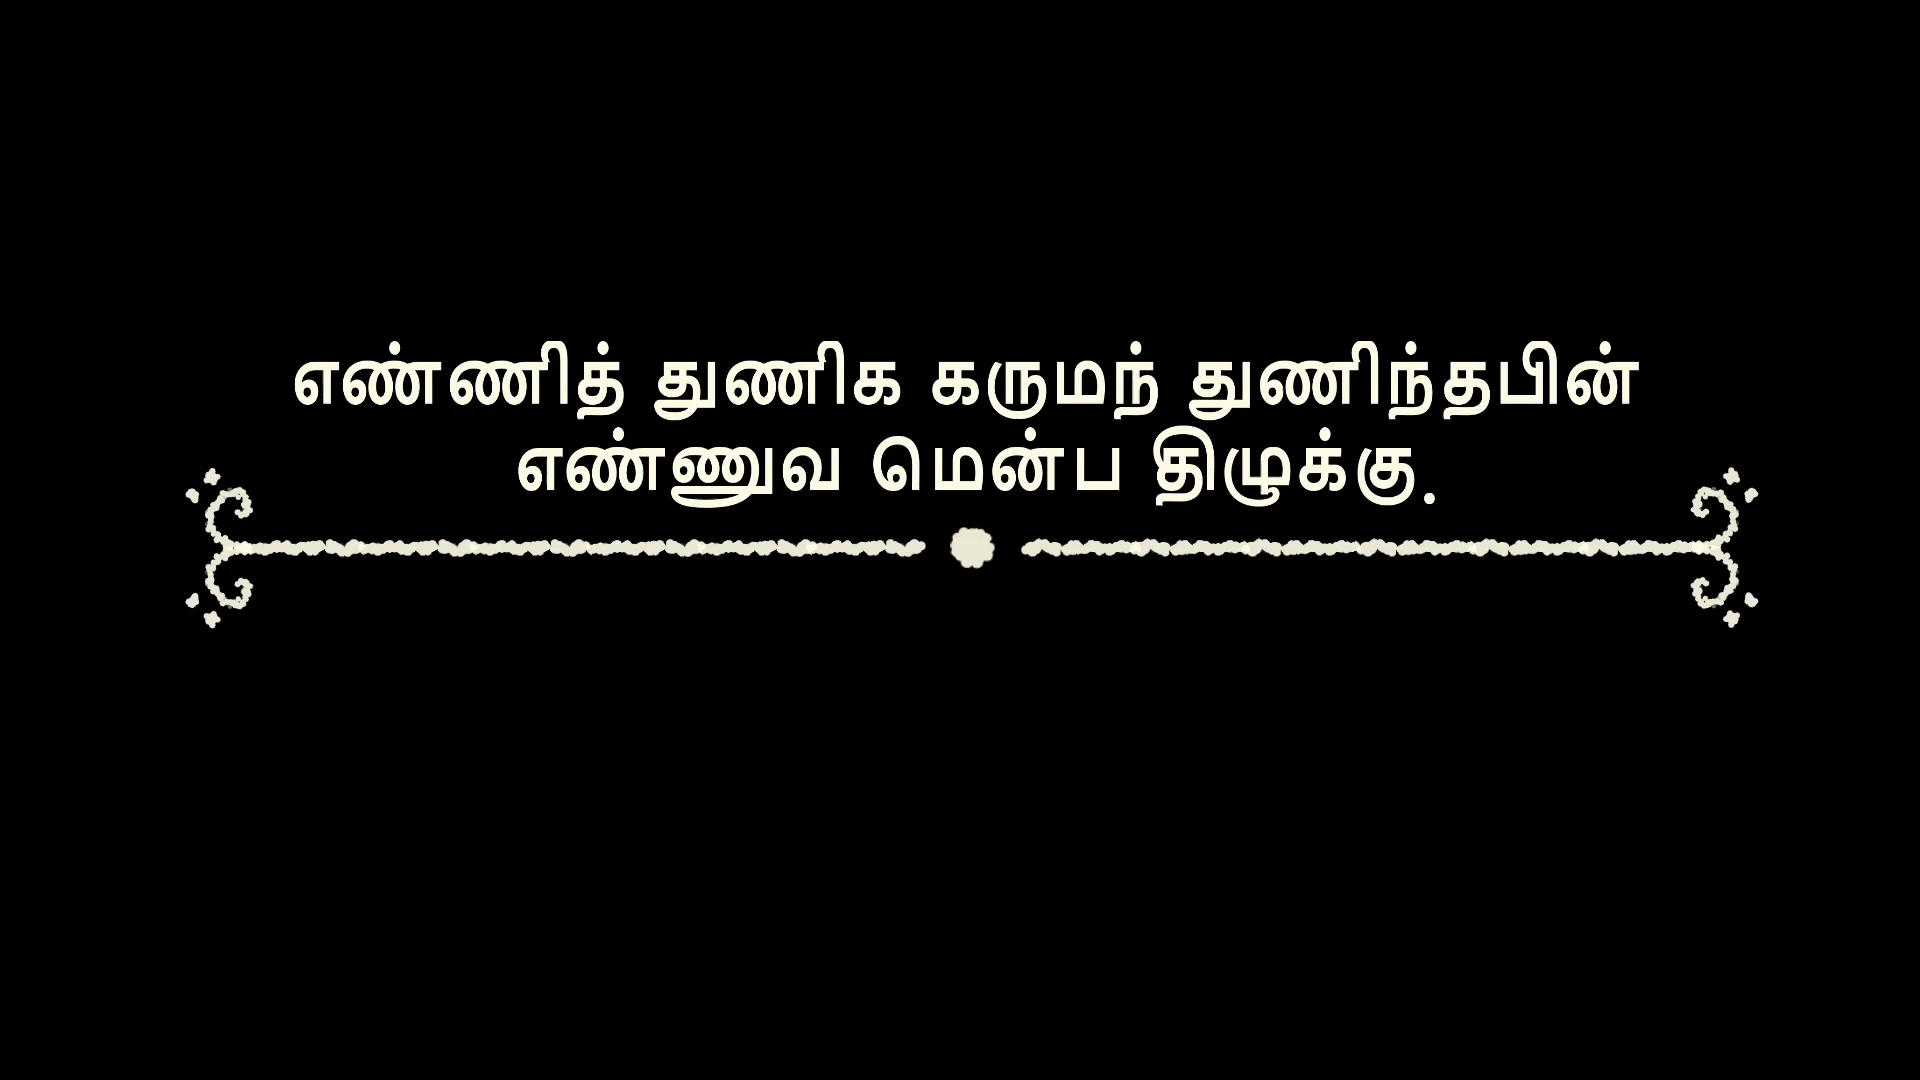 எண்ணித் துணிக கருமந் துணிந்தபின்
எண்ணுவ மென்ப திழுக்கு.